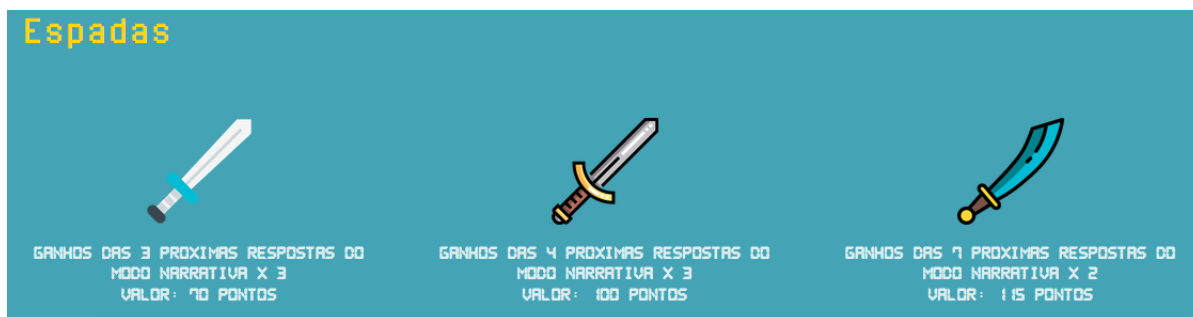 Espadas
GANHOS DAS 3 PROXIMAS RESPOSTAS DO
MODO NARRATIVA X 3
VALOR: 70 PONTOS
GANHOS DAS 4 PROXIMAS RESPOSTAS DO
MODO NARRATIVA X 3
VALOR: 100 PONTOS
GANHOS DAS 7 PROXIMAS RESPOSTAS DO
MODO NARRATIVA X 2
VALOR: 115 PONTOS